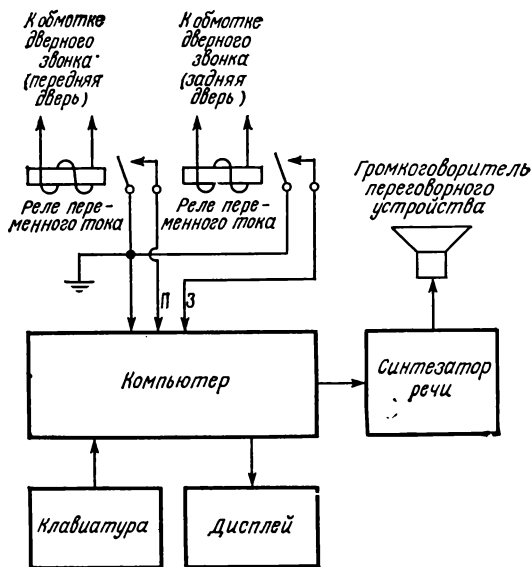 К обмотке
дверного
звонка
(передняя
дверь)
К обмотке
дверного
звонка
(задняя
дверь)
Реле пере-
менного тока
Реле пере-
менного тока
Громкоговоритель
переговорного
устройства
П З
Компьютер
Синтезатор
речи
Клавиатура
Дисплей